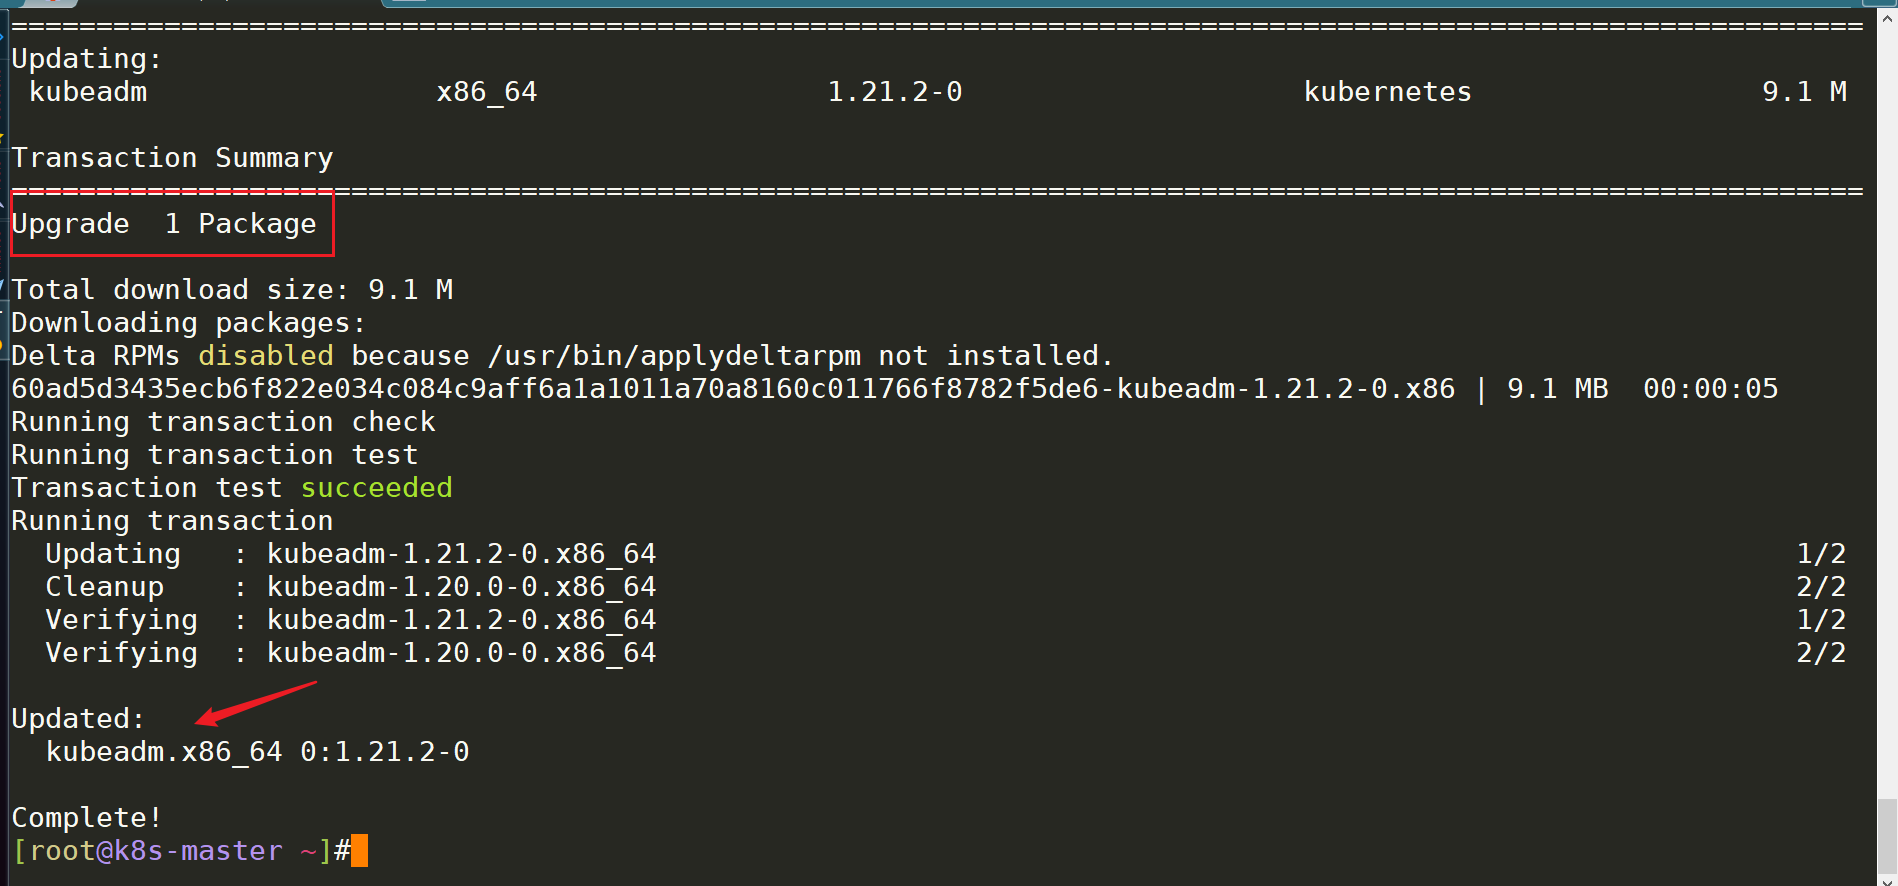 =============================================================================================================
Updating:
 kubeadm                 x86_64                 1.21.2-0                    kubernetes                 9.1 M

Transaction Summary
=============================================================================================================
Upgrade  1 Package

Total download size: 9.1 M
Downloading packages:
Delta RPMs disabled because /usr/bin/applydeltarpm not installed.
60ad5d3435ecb6f822e034c084c9aff6a1a1011a70a8160c011766f8782f5de6-kubeadm-1.21.2-0.x86 | 9.1 MB  00:00:05
Running transaction check
Running transaction test
Transaction test succeeded
Running transaction
  Updating   : kubeadm-1.21.2-0.x86_64                                                                   1/2
  Cleanup    : kubeadm-1.20.0-0.x86_64                                                                   2/2
  Verifying  : kubeadm-1.21.2-0.x86_64                                                                   1/2
  Verifying  : kubeadm-1.20.0-0.x86_64                                                                   2/2

Updated:
  kubeadm.x86_64 0:1.21.2-0

Complete!
[root@k8s-master ~]#